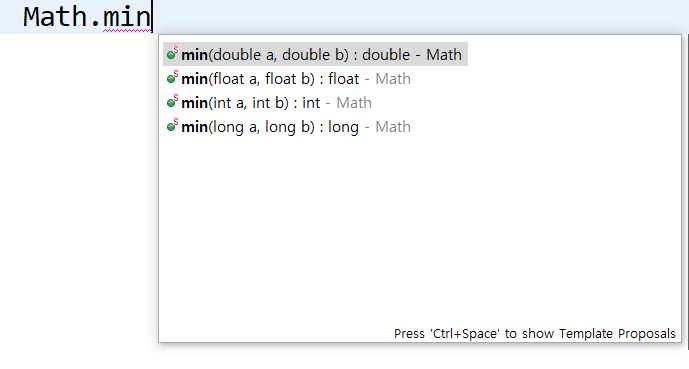 Math.min
min(double a, double b) : double - Math
min(float a, float b) : float - Math
min(int a, int b) : int - Math
min(long a, long b) : long - Math
Press 'Ctrl+Space' to show Template Proposals